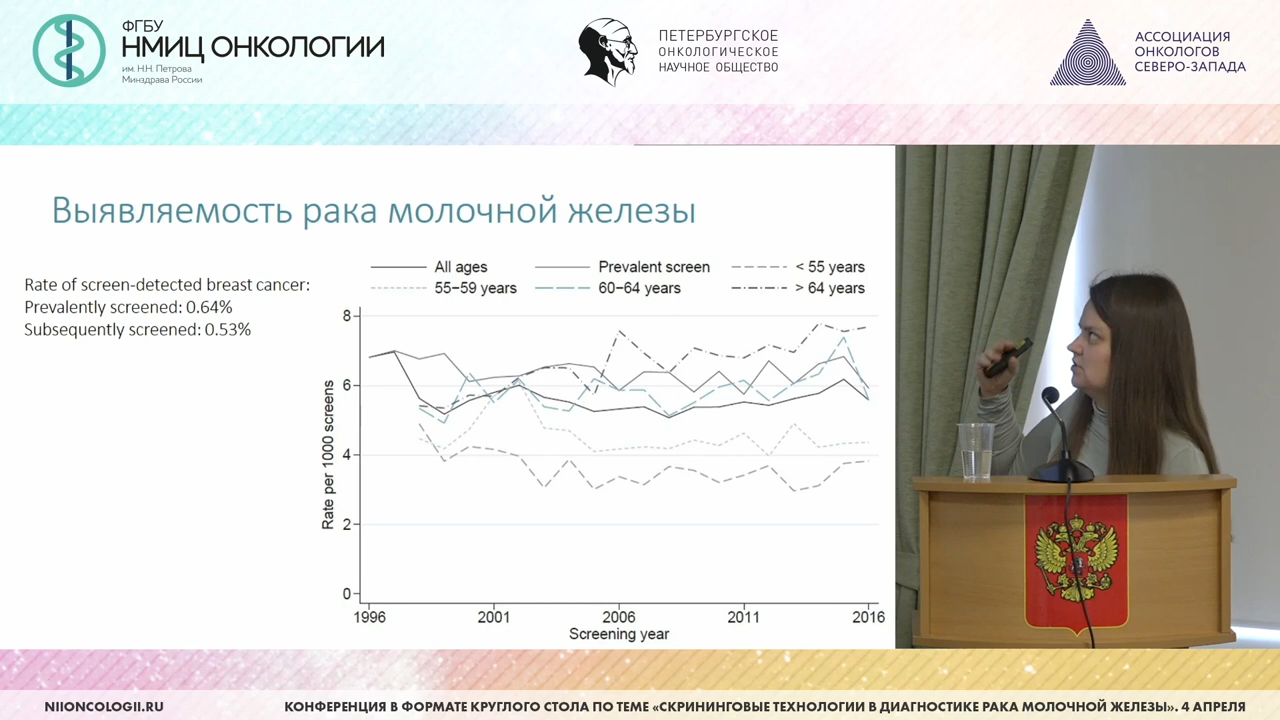 ФГБУ
НМИЦ ОНКОЛОГИИ
им. Н.Н. Петрова
Минздрава России
ПЕТЕРБУРГСКОЕ
ОНКОЛОГИЧЕСКОЕ
НАУЧНОЕ ОБЩЕСТВО
АССОЦИАЦИЯ
ОНКОЛОГОВ
СЕВЕРО-ЗАПАДА
Выявляемость рака молочной железы
Rate of screen-detected breast cancer:
Prevalently screened: 0.64%
Subsequently screened: 0.53%
All ages
Prevalent screen
< 55 years
55–59 years
60–64 years
> 64 years
Rate per 1000 screens
8
6
4
2
0
1996
2001
2006
2011
2016
Screening year
NIIONCOLOGII.RU
КОНФЕРЕНЦИЯ В ФОРМАТЕ КРУГЛОГО СТОЛА ПО ТЕМЕ «СКРИНИНГОВЫЕ ТЕХНОЛОГИИ В ДИАГНОСТИКЕ РАКА МОЛОЧНОЙ ЖЕЛЕЗЫ». 4 АПРЕЛЯ